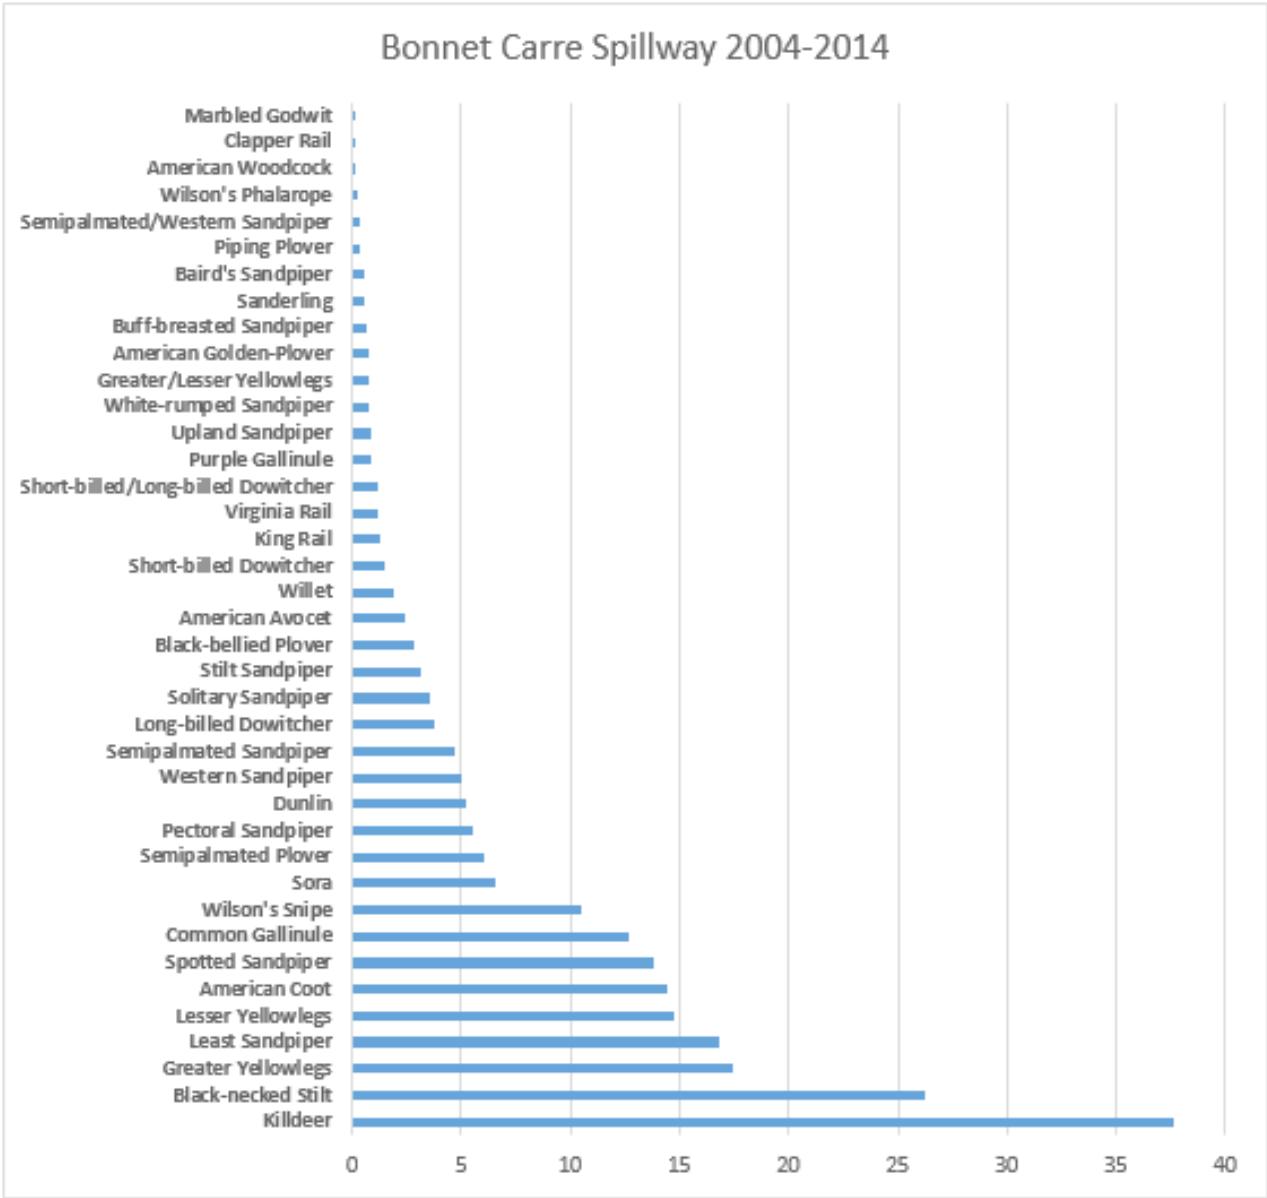 Bonnet Carre Spillway 2004-2014
Marbled Godwit
Clapper Rail
American Woodcock
Wilson's Phalarope
Semipalmated/Western Sandpiper
Piping Plover
Baird's Sandpiper
Sanderling
Buff-breasted Sandpiper
American Golden-Plover
Greater/Lesser Yellowlegs
White-rumped Sandpiper
Upland Sandpiper
Purple Gallinule
Short-billed/Long-billed Dowitcher
Virginia Rail
King Rail
Short-billed Dowitcher
Willet
American Avocet
Black-bellied Plover
Stilt Sandpiper
Solitary Sandpiper
Long-billed Dowitcher
Semipalmated Sandpiper
Western Sandpiper
Dunlin
Pectoral Sandpiper
Semipalmated Plover
Sora
Wilson's Snipe
Common Gallinule
Spotted Sandpiper
American Coot
Lesser Yellowlegs
Least Sandpiper
Greater Yellowlegs
Black-necked Stilt
Killdeer
0 5 10 15 20 25 30 35 40